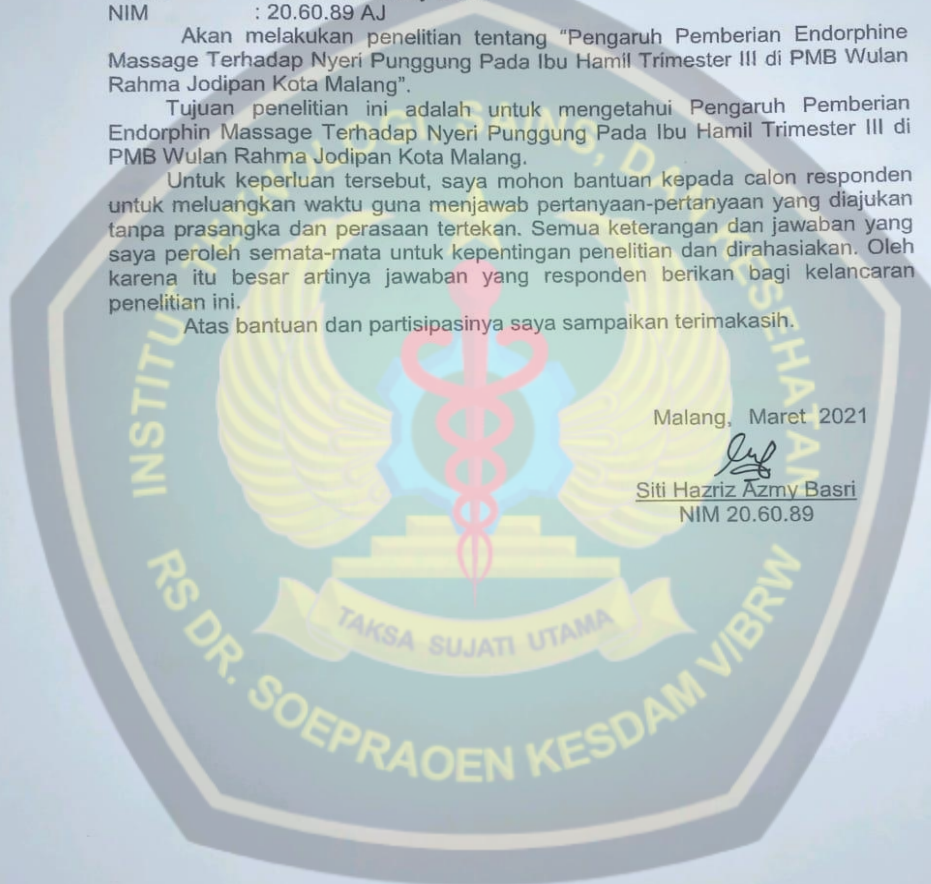 NIM : 20.60.89 AJ
Akan melakukan penelitian tentang “Pengaruh Pemberian Endorphine
Massage Terhadap Nyeri Punggung Pada Ibu Hamil Trimester III di PMB Wulan
Rahma Jodipan Kota Malang”.
Tujuan penelitian ini adalah untuk mengetahui Pengaruh Pemberian
Endorphin Massage Terhadap Nyeri Punggung Pada Ibu Hamil Trimester III di
PMB Wulan Rahma Jodipan Kota Malang.
Untuk keperluan tersebut, saya mohon bantuan kepada calon responden
untuk meluangkan waktu guna menjawab pertanyaan-pertanyaan yang diajukan
tanpa prasangka dan perasaan tertekan. Semua keterangan dan jawaban yang
saya peroleh semata-mata untuk kepentingan penelitian dan dirahasiakan. Oleh
karena itu besar artinya jawaban yang responden berikan bagi kelancaran
penelitian ini.
Atas bantuan dan partisipasinya saya sampaikan terimakasih.
Malang, Maret 2021
Siti Hazriz Azmy Basri
NIM 20.60.89
INSTITUT TEKNOLOGI, SAINS, DAN KESEHATAN
RS DR. SOEPRAOEN KESDAM V/BRW
TAKSA SUJATI UTAMA